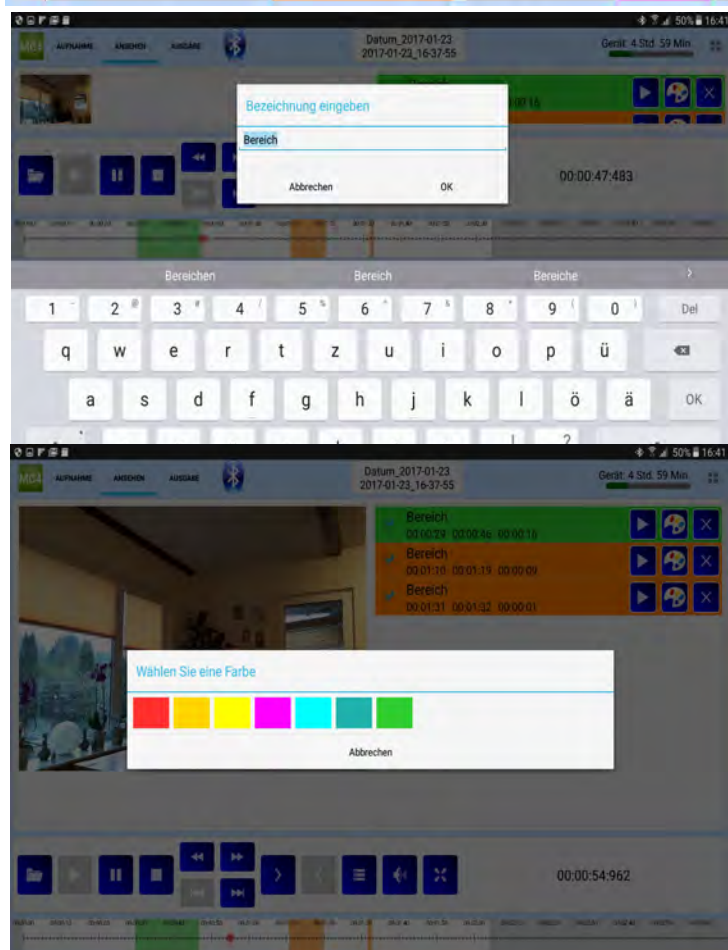 50% 16:41
MC4 AUFNAHME ANSEHEN AUSGABE
Datum_2017-01-23
2017-01-23_16-37-55
Gerät: 4 Std. 59 Min.
Bezeichnung eingeben
Bereich
Abbrechen OK
00:00:47:483
Bereichen Bereich Bereiche
1 2 3 4 5 6 7 8 9 0 Del
q w e r t z u i o p ü
a s d f g h j k l ö ä OK
50% 16:41
MC4 AUFNAHME ANSEHEN AUSGABE
Datum_2017-01-23
2017-01-23_16-37-55
Gerät: 4 Std. 59 Min.
Bereich
00:00:29 00:00:46 00:00:16
Bereich
00:01:10 00:01:19 00:00:09
Bereich
00:01:31 00:01:32 00:00:01
Wählen Sie eine Farbe
Abbrechen
00:00:54:962